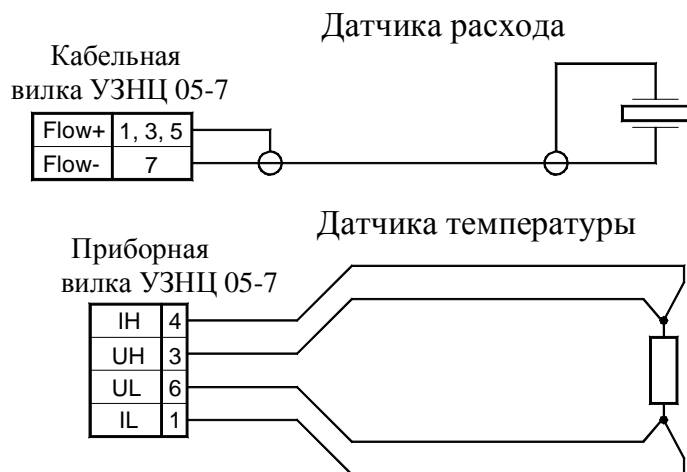 Датчика расхода
Кабельная
вилка УЗНЦ 05-7
Flow+ 1, 3, 5
Flow- 7
Датчика температуры
Приборная
вилка УЗНЦ 05-7
IH 4
UH 3
UL 6
IL 1